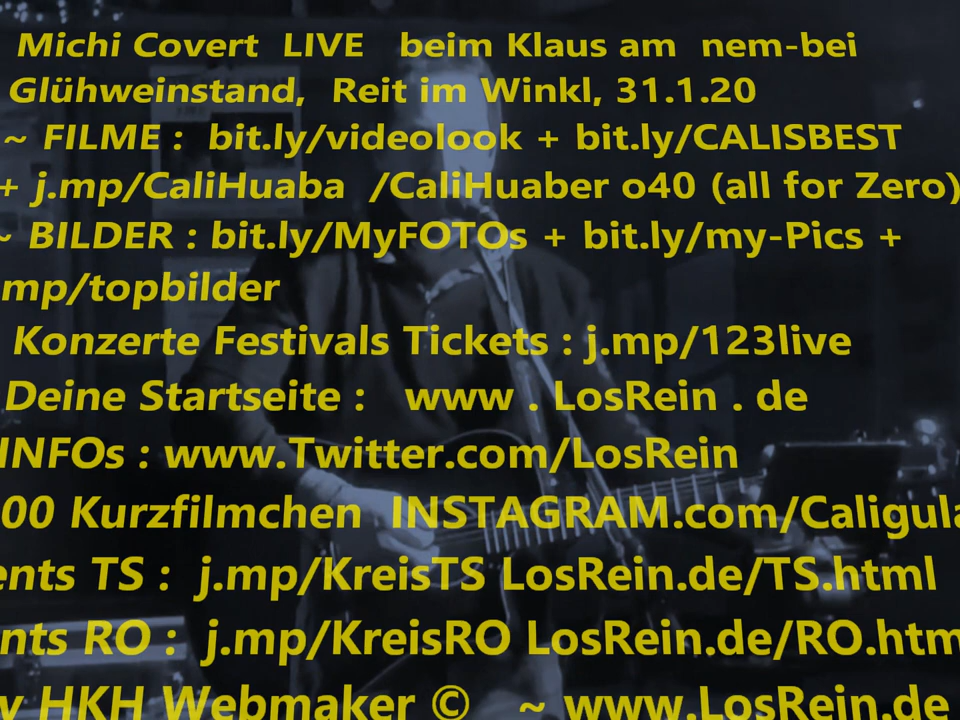 Michi Covert LIVE beim Klaus am nem-bei
Glühweinstand, Reit im Winkl, 31.1.20
~ FILME : bit.ly/videolook + bit.ly/CALISBEST
+ j.mp/CaliHuaba /CaliHuaber o40 (all for Zero)
~ BILDER : bit.ly/MyFOTOs + bit.ly/my-Pics +
mp/topbilder
Konzerte Festivals Tickets : j.mp/123live
Deine Startseite : www . LosRein . de
INFOs : www.Twitter.com/LosRein
00 Kurzfilmchen INSTAGRAM.com/Caligula
ents TS : j.mp/KreisTS LosRein.de/TS.html
nts RO : j.mp/KreisRO LosRein.de/RO.htm
y HKH Webmaker © ~ www.LosRein.de